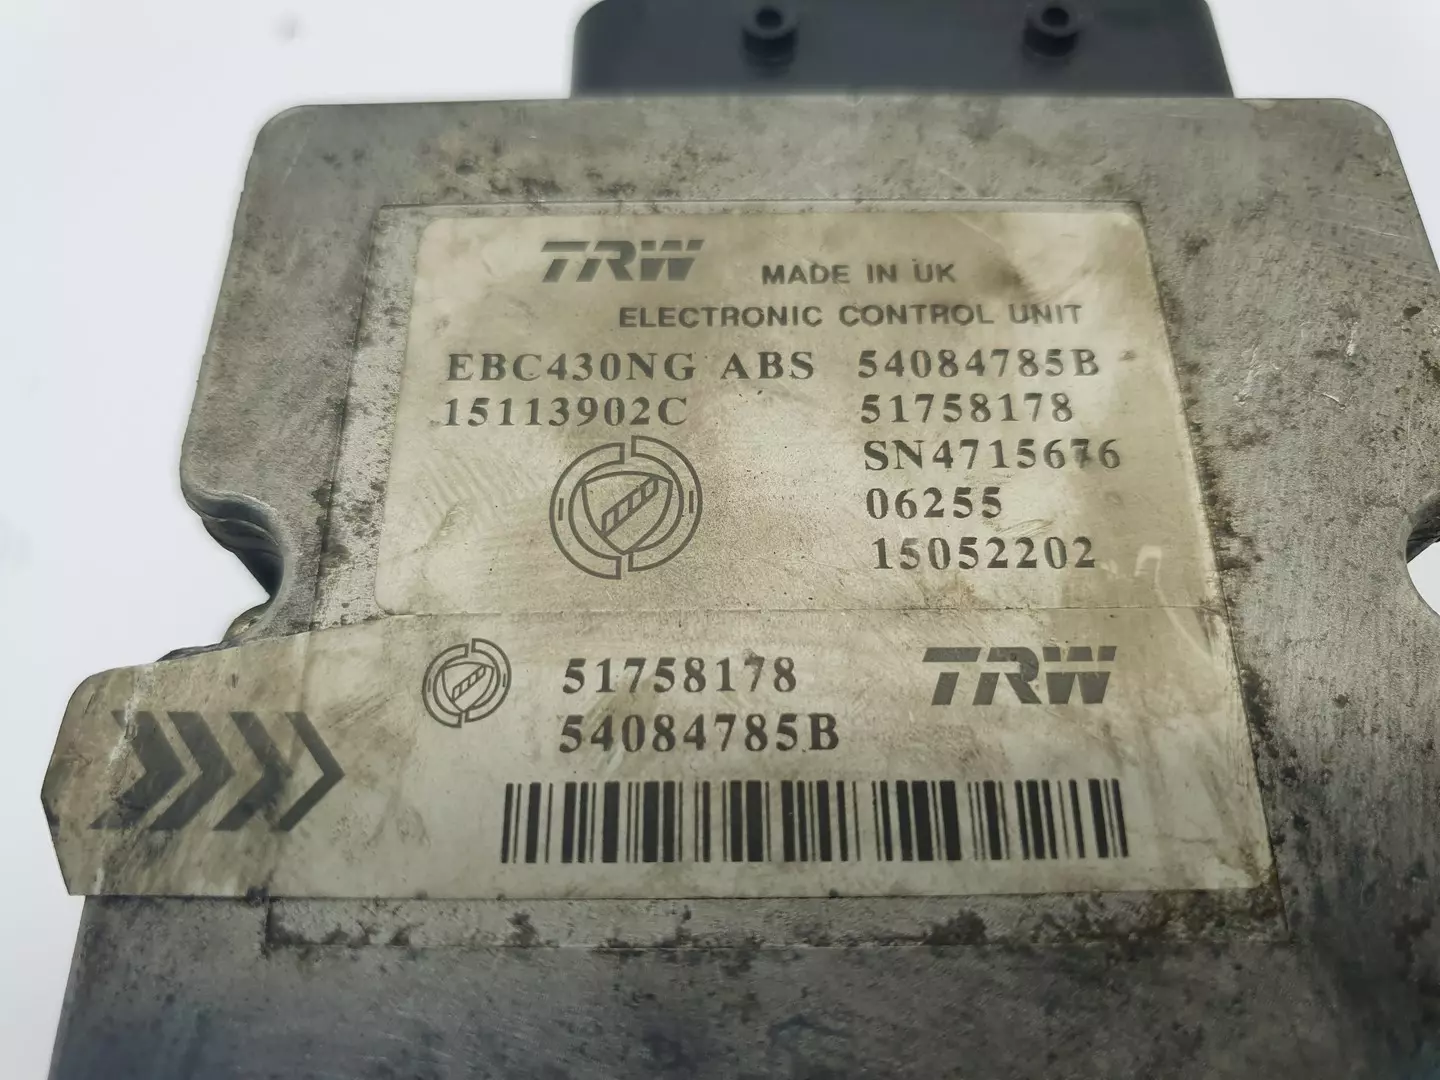 TRW MADE IN UK
ELECTRONIC CONTROL UNIT
EBC430NG ABS 54084785B
15113902C 51758178
SN4715676
06255
15052202
51758178 TRW
54084785B